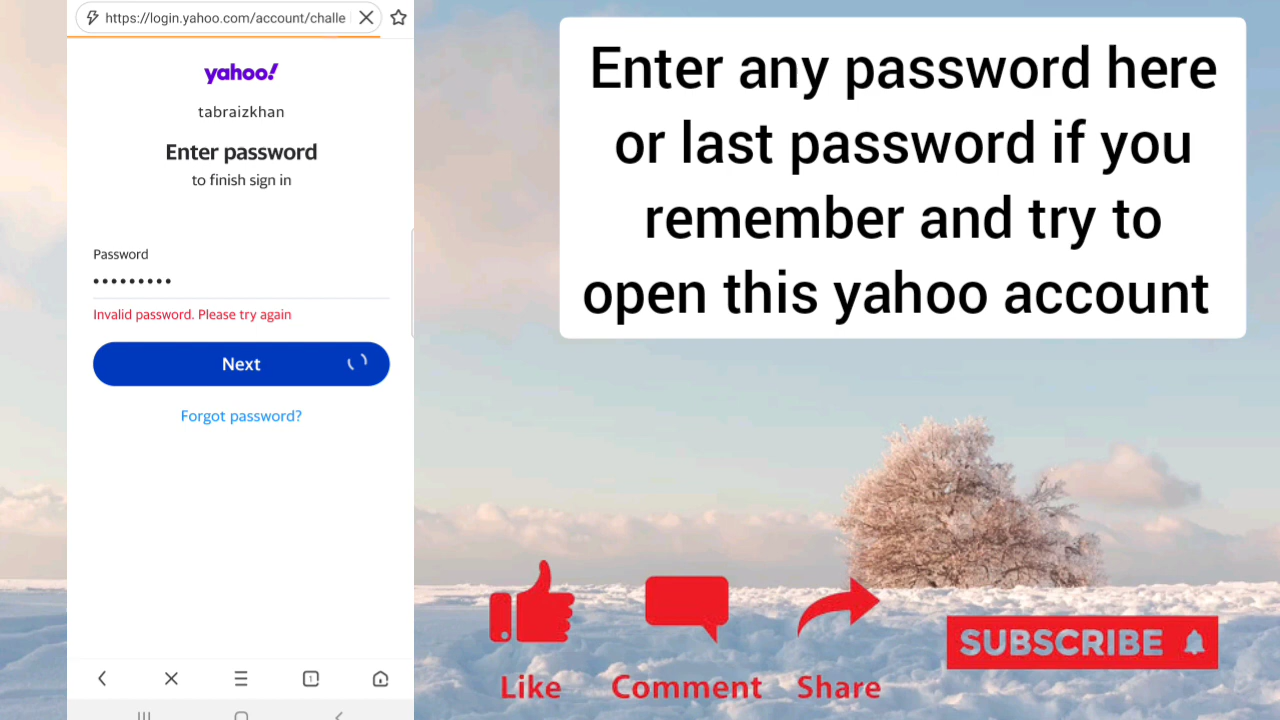 https://login.yahoo.com/account/challe
yahoo!
tabraizkhan
Enter password
to finish sign in
Password
•••••••••
Invalid password. Please try again
Next
Forgot password?
1
Enter any password here
or last password if you
remember and try to
open this yahoo account
Like
Comment
Share
SUBSCRIBE